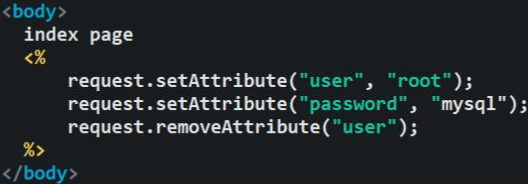 <body>
index page
<%
request.setAttribute("user", "root");
request.setAttribute("password", "mysql");
request.removeAttribute("user");
%>
</body>